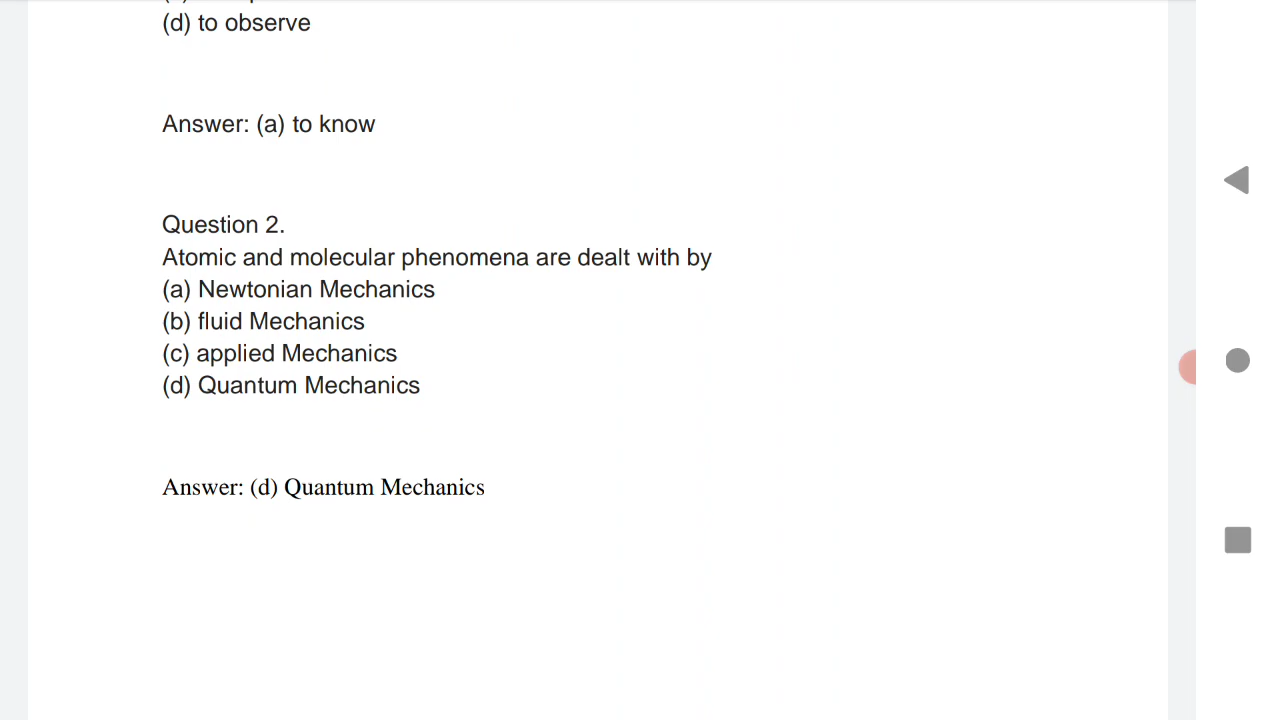 (d) to observe
Answer: (a) to know
Question 2.
Atomic and molecular phenomena are dealt with by
(a) Newtonian Mechanics
(b) fluid Mechanics
(c) applied Mechanics
(d) Quantum Mechanics
Answer: (d) Quantum Mechanics